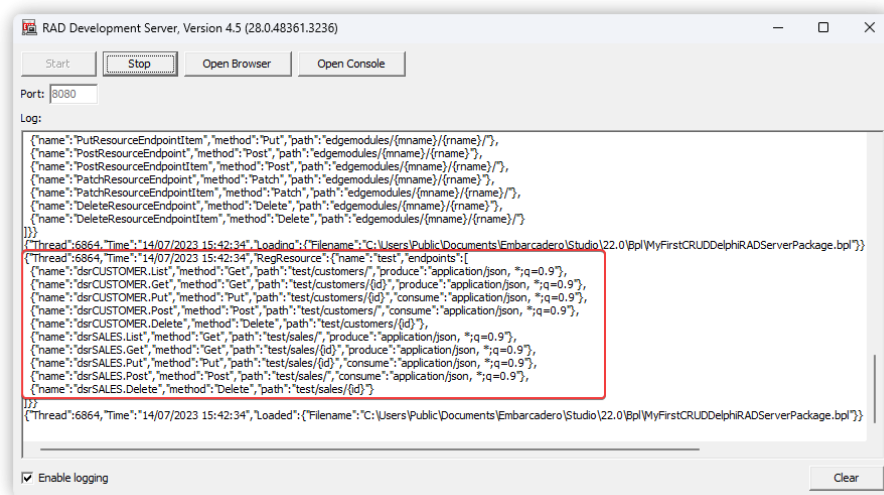 RAD Development Server, Version 4.5 (28.0.48361.3236)
Start Stop Open Browser Open Console
Port: 8080
Log:
{"name":"PutResourceEndpointItem","method":"Put","path":"edgemodules/{mname}/{rname}/"},
{"name":"PostResourceEndpoint","method":"Post","path":"edgemodules/{mname}/{rname}"},
{"name":"PostResourceEndpointItem","method":"Post","path":"edgemodules/{mname}/{rname}/"},
{"name":"PatchResourceEndpoint","method":"Patch","path":"edgemodules/{mname}/{rname}"},
{"name":"PatchResourceEndpointItem","method":"Patch","path":"edgemodules/{mname}/{rname}/"},
{"name":"DeleteResourceEndpoint","method":"Delete","path":"edgemodules/{mname}/{rname}"},
{"name":"DeleteResourceEndpointItem","method":"Delete","path":"edgemodules/{mname}/{rname}/"}
]}}
{"Thread":6864,"Time":"14/07/2023 15:42:34","Loading":{"Filename":"C:\Users\Public\Documents\Embarcadero\Studio\22.0\Bpl\MyFirstCRUDDelphiRADServerPackage.bpl"}}
{"Thread":6864,"Time":"14/07/2023 15:42:34","RegResource":{"name":"test","endpoints":[
{"name":"dsrCUSTOMER.List","method":"Get","path":"test/customers/","produce":"application/json, *;q=0.9"},
{"name":"dsrCUSTOMER.Get","method":"Get","path":"test/customers/{id}","produce":"application/json, *;q=0.9"},
{"name":"dsrCUSTOMER.Put","method":"Put","path":"test/customers/{id}","consume":"application/json, *;q=0.9"},
{"name":"dsrCUSTOMER.Post","method":"Post","path":"test/customers/","consume":"application/json, *;q=0.9"},
{"name":"dsrCUSTOMER.Delete","method":"Delete","path":"test/customers/{id}"},
{"name":"dsrSALES.List","method":"Get","path":"test/sales/","produce":"application/json, *;q=0.9"},
{"name":"dsrSALES.Get","method":"Get","path":"test/sales/{id}","produce":"application/json, *;q=0.9"},
{"name":"dsrSALES.Put","method":"Put","path":"test/sales/{id}","consume":"application/json, *;q=0.9"},
{"name":"dsrSALES.Post","method":"Post","path":"test/sales/","consume":"application/json, *;q=0.9"},
{"name":"dsrSALES.Delete","method":"Delete","path":"test/sales/{id}"}
]}}
{"Thread":6864,"Time":"14/07/2023 15:42:34","Loaded":{"Filename":"C:\Users\Public\Documents\Embarcadero\Studio\22.0\Bpl\MyFirstCRUDDelphiRADServerPackage.bpl"}}
Enable logging Clear